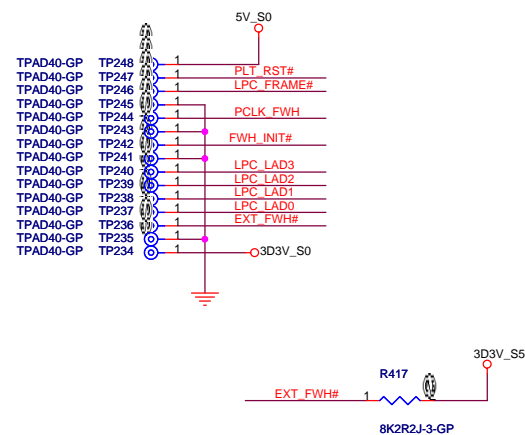 5V_S0
TPAD40-GP TP248 1
TPAD40-GP TP247 1 PLT_RST#
TPAD40-GP TP246 1 LPC_FRAME#
TPAD40-GP TP245 1
TPAD40-GP TP244 1 PCLK_FWH
TPAD40-GP TP243 1
TPAD40-GP TP242 1 FWH_INIT#
TPAD40-GP TP241 1
TPAD40-GP TP240 1 LPC_LAD3
TPAD40-GP TP239 1 LPC_LAD2
TPAD40-GP TP238 1 LPC_LAD1
TPAD40-GP TP237 1 LPC_LAD0
TPAD40-GP TP236 1 EXT_FWH#
TPAD40-GP TP235 1
TPAD40-GP TP234 1 3D3V_S0
3D3V_S5
R417
EXT_FWH# 1
8K2R2J-3-GP